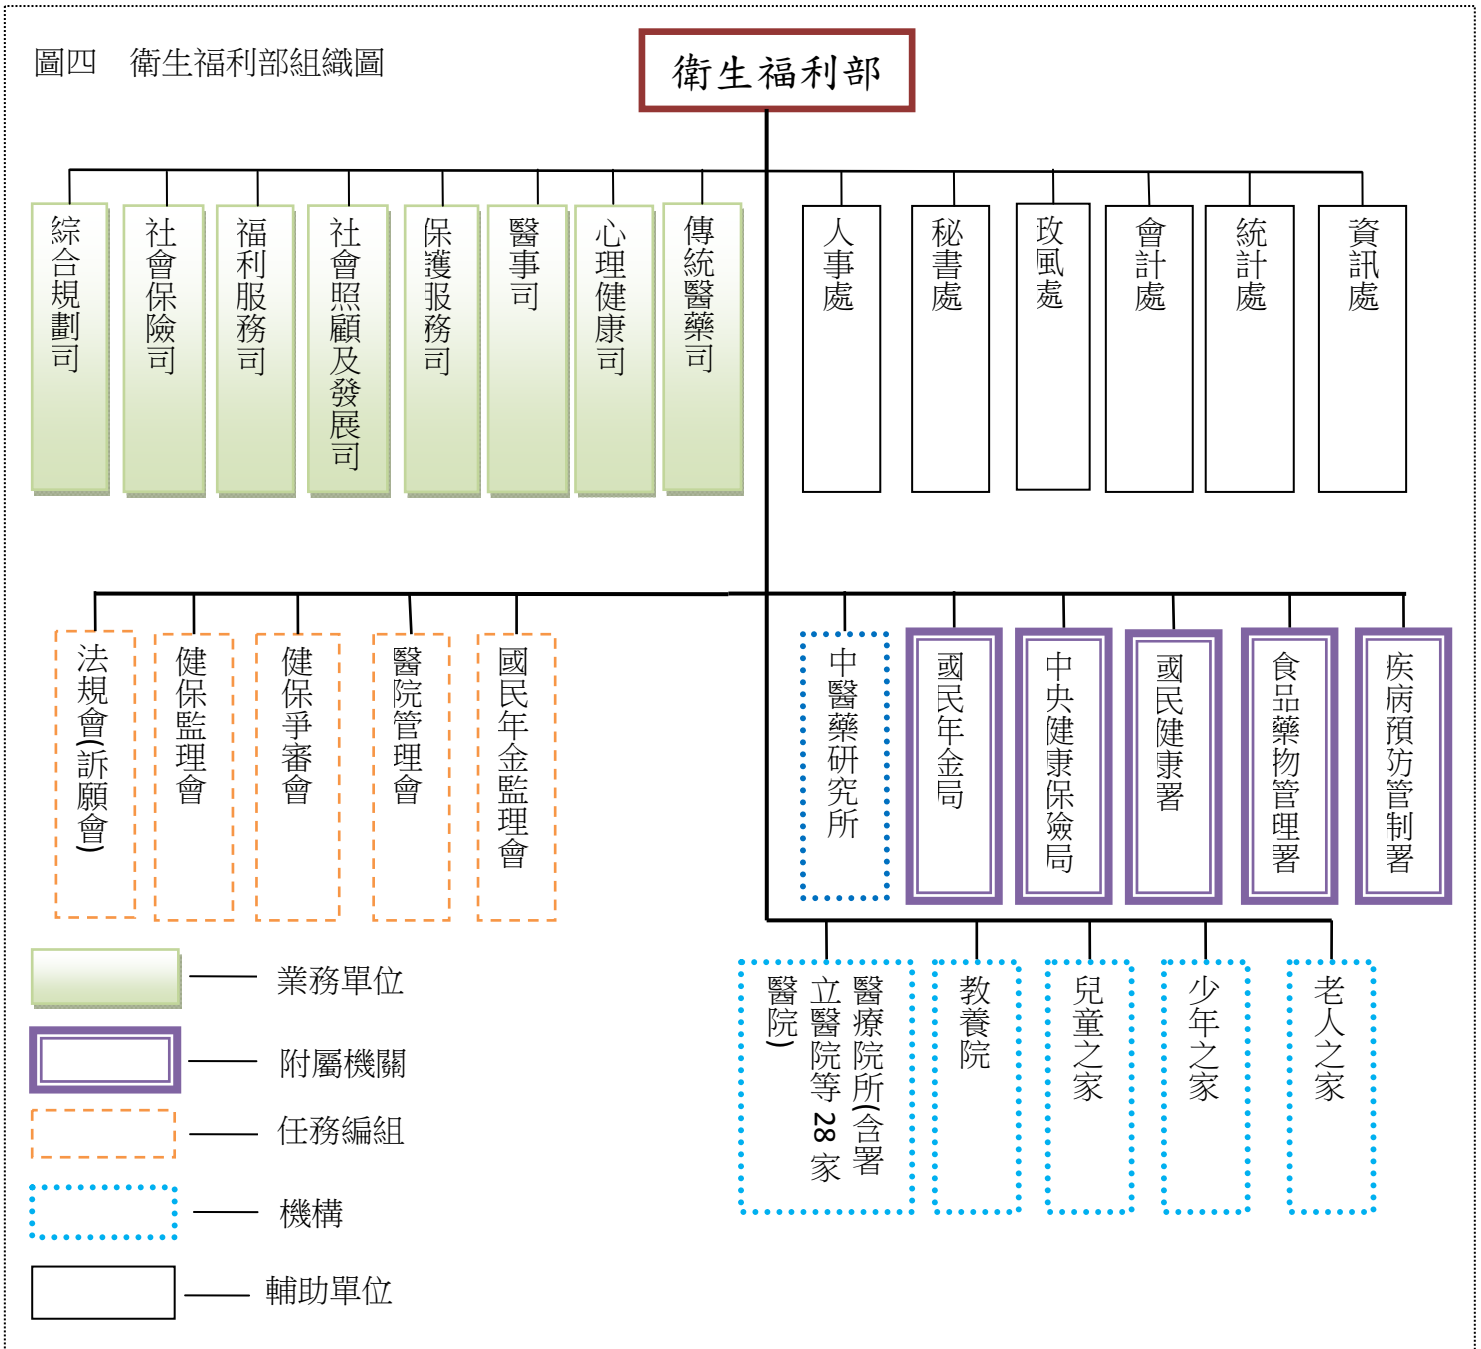 圖四　衛生福利部組織圖
衛生福利部
綜合規劃司
社會保險司
福利服務司
社會照顧及發展司
保護服務司
醫事司
心理健康司
傳統醫藥司
人事處
秘書處
政風處
會計處
統計處
資訊處
法規會(訴願會)
健保監理會
健保爭審會
醫院管理會
國民年金監理會
中醫藥研究所
國民年金局
中央健康保險局
國民健康署
食品藥物管理署
疾病預防管制署
醫療院所(含署
立醫院等 28 家
醫院)
教養院
兒童之家
少年之家
老人之家
業務單位
附屬機關
任務編組
機構
輔助單位